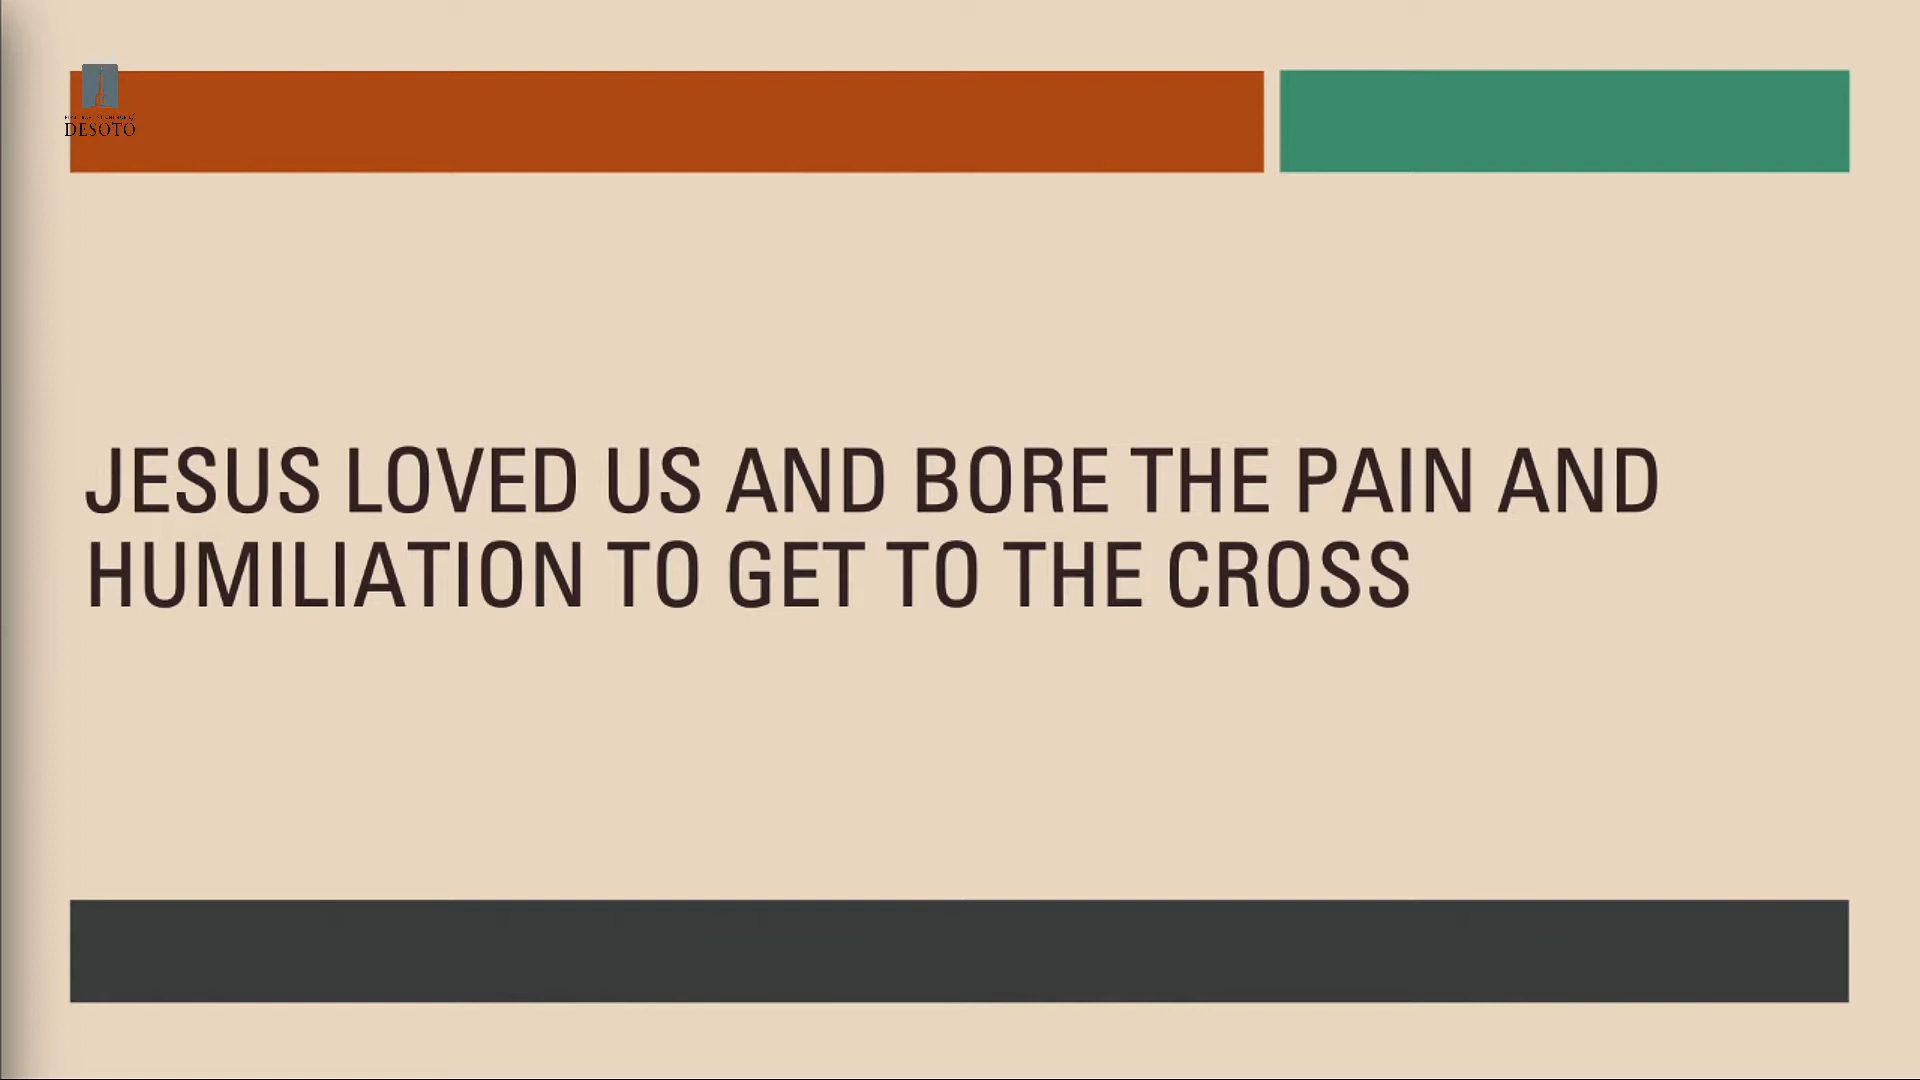 DESOTO
JESUS LOVED US AND BORE THE PAIN AND
HUMILIATION TO GET TO THE CROSS